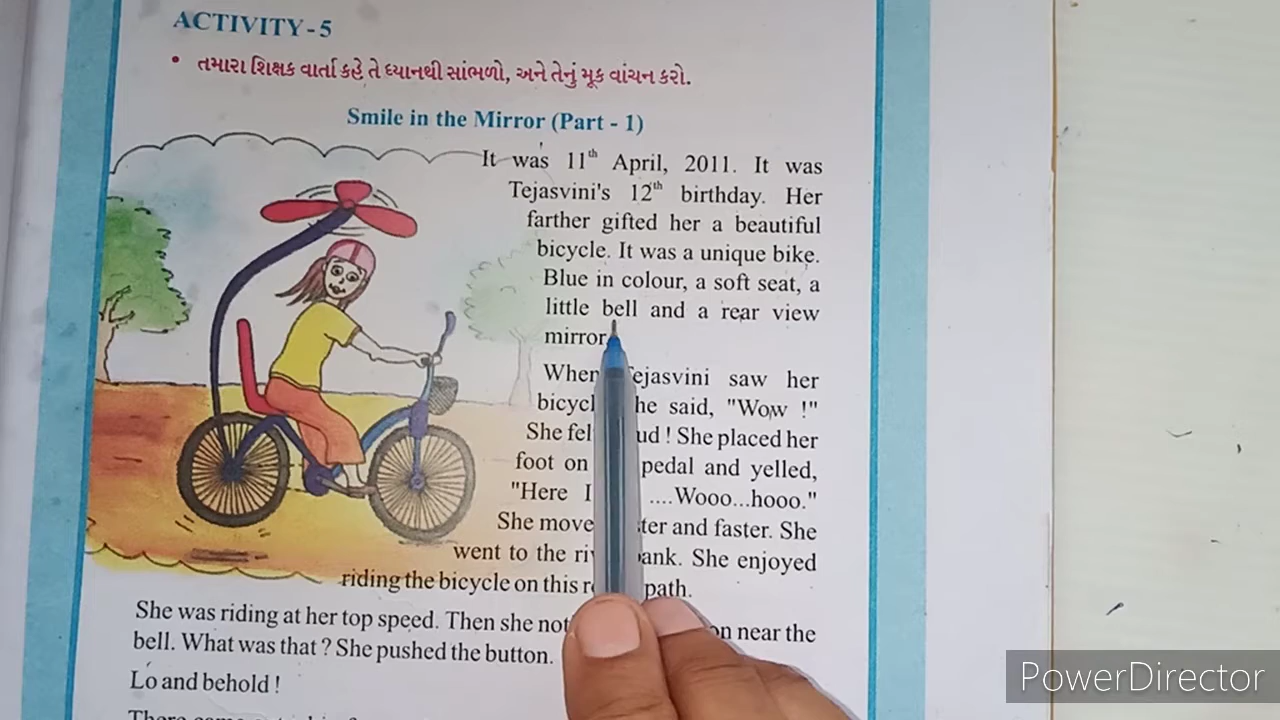 ACTIVITY - 5
• તમારા શિક્ષક વાર્તા કહે તે ધ્યાનથી સાંભળો, અને તેનું મૂક વાંચન કરો.
Smile in the Mirror (Part - 1)
It was 11th April, 2011. It was
Tejasvini's 12th birthday. Her
farther gifted her a beautiful
bicycle. It was a unique bike.
Blue in colour, a soft seat, a
little bell and a rear view
mirror
When Tejasvini saw her
bicycl he said, "Wow !"
She fel ud ! She placed her
foot on pedal and yelled,
"Here I ....Wooo...hooo."
She move ter and faster. She
went to the ri bank. She enjoyed
riding the bicycle on this r path.
She was riding at her top speed. Then she not on near the
bell. What was that ? She pushed the button.
Lo and behold !
PowerDirector